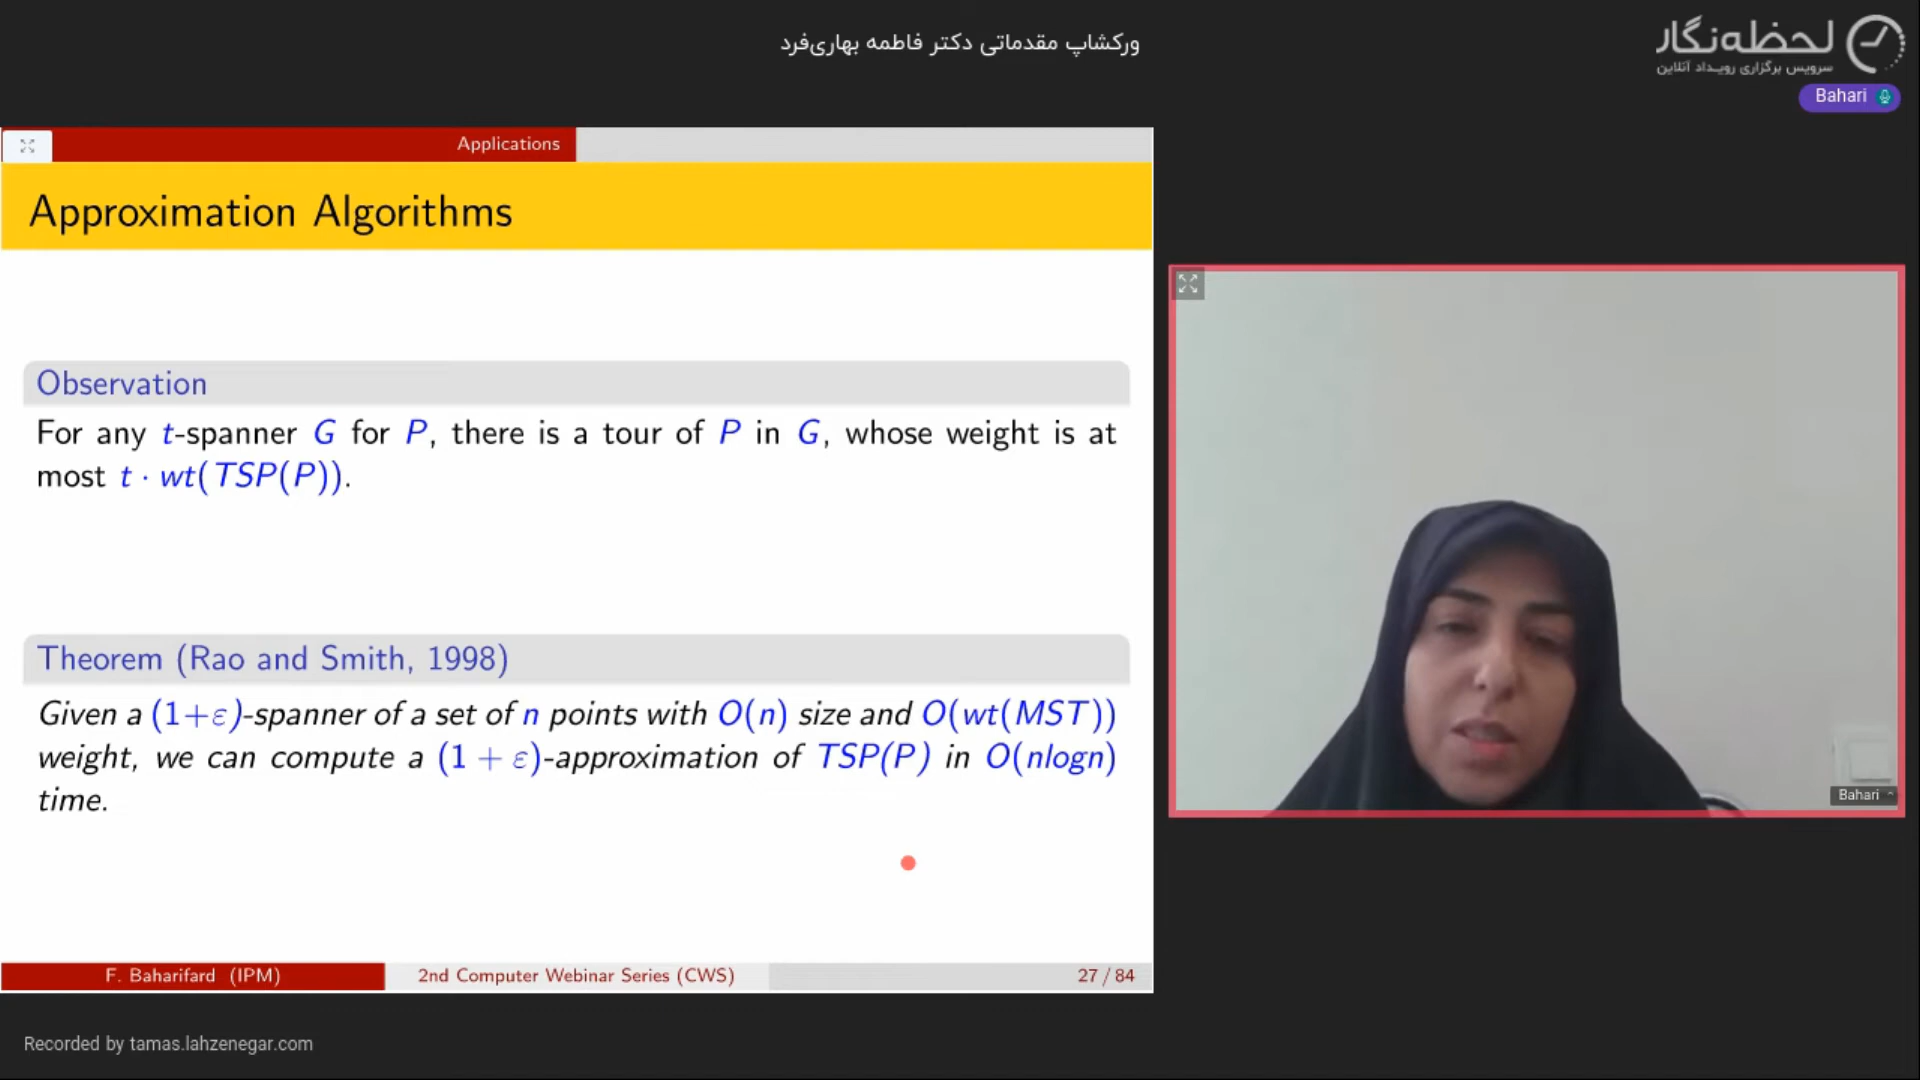 ورکشاپ مقدماتی دکتر فاطمه بهاری‌فرد
لحظه‌نگار
سرویس برگزاری رویداد آنلاین
Bahari
Applications
Approximation Algorithms
Observation
For any t-spanner G for P, there is a tour of P in G, whose weight is at
most t · wt(TSP(P)).
Theorem (Rao and Smith, 1998)
Given a (1+ε)-spanner of a set of n points with O(n) size and O(wt(MST))
weight, we can compute a (1 + ε)-approximation of TSP(P) in O(nlogn)
time.
Bahari
F. Baharifard (IPM)
2nd Computer Webinar Series (CWS)
27 / 84
Recorded by tamas.lahzenegar.com